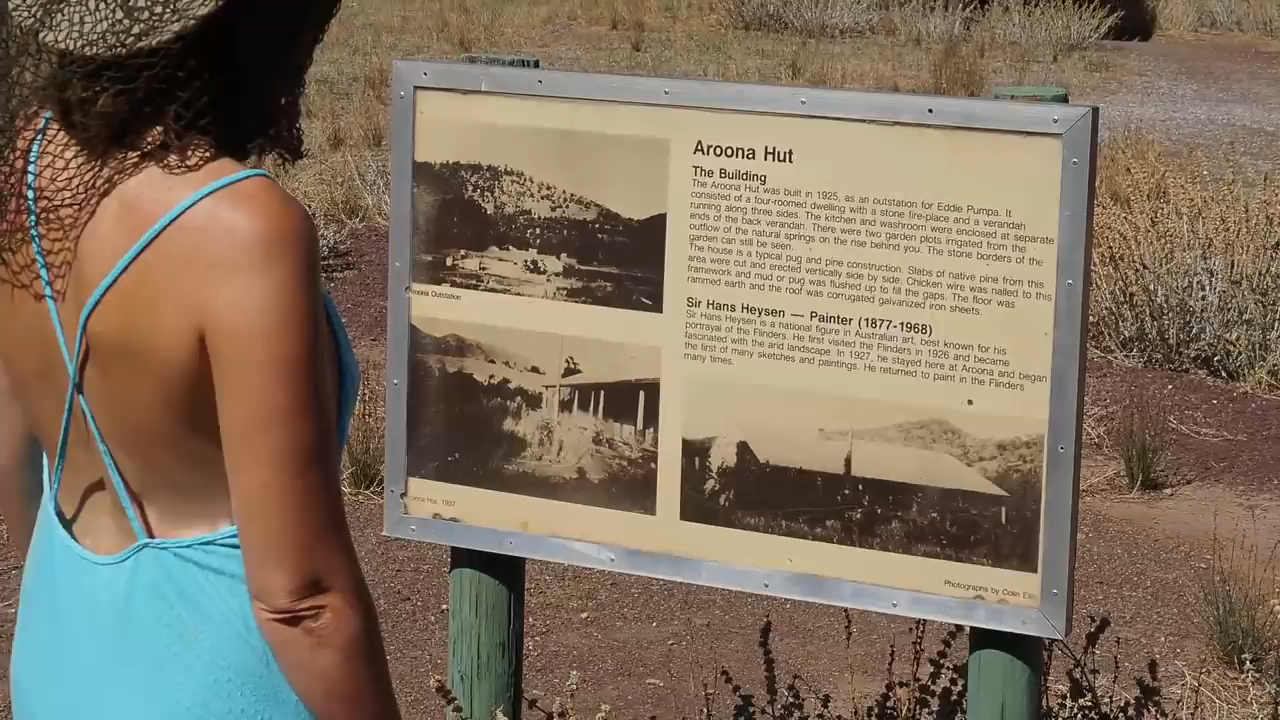 Aroona Hut
The Building
The Aroona Hut was built in 1925, as an outstation for Eddie Pumpa. It
consisted of a four-roomed dwelling with a stone fire-place and a verandah
running along three sides. The kitchen and washroom were enclosed at separate
ends of the back verandah. There were two garden plots irrigated from the
outflow of the natural springs on the rise behind you. The stone borders of the
garden can still be seen.
The house is a typical pug and pine construction. Slabs of native pine from this
area were cut and erected vertically side by side. Chicken wire was nailed to this
framework and mud or pug was flushed up to fill the gaps. The floor was
rammed earth and the roof was corrugated galvanized iron sheets.
Sir Hans Heysen — Painter (1877-1968)
Sir Hans Heysen is a national figure in Australian art, best known for his
portrayal of the Flinders. He first visited the Flinders in 1926 and became
fascinated with the arid landscape. In 1927, he stayed here at Aroona and began
the first of many sketches and paintings. He returned to paint in the Flinders
many times.
Aroona Outstation
Hut, 1937
Photographs by Colin